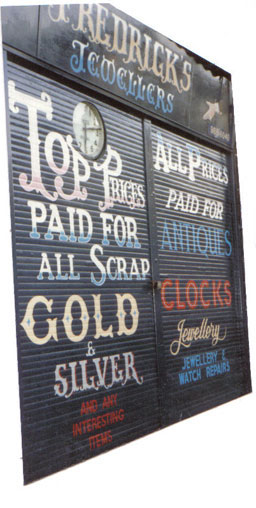 FREDRICKS
JEWELLERS
TOP PRICES
PAID FOR
ALL SCRAP
GOLD
&
SILVER
AND ANY
INTERESTING
ITEMS
ALL PRICES
PAID FOR
ANTIQUES
CLOCKS
Jewellery
JEWELLERY &
WATCH REPAIRS